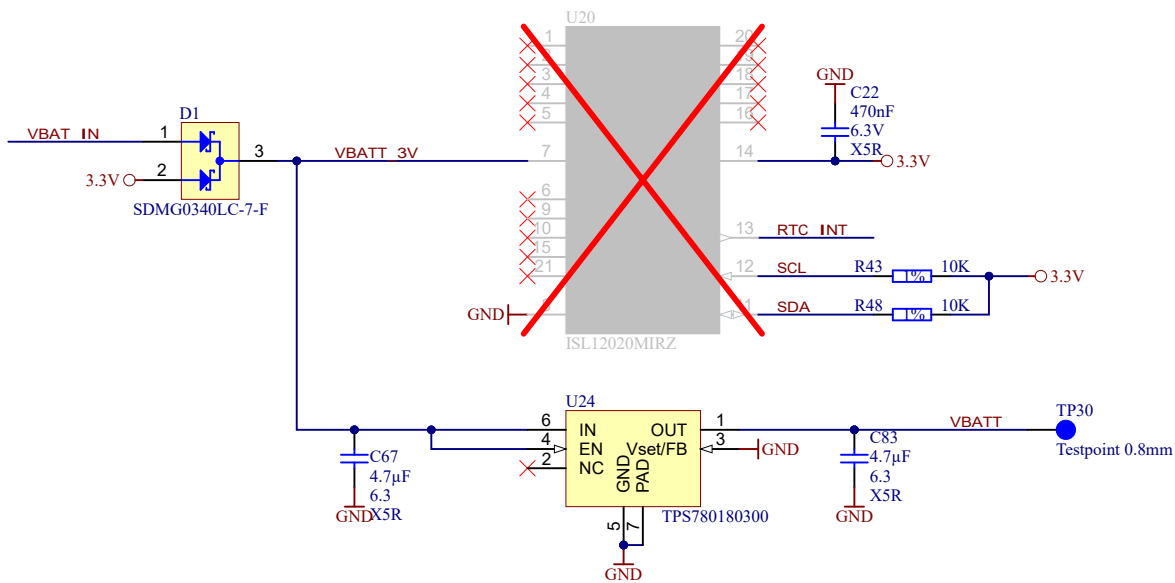 U20
1
20
2
19
3
18
4
17
5
16
GND
C22
470nF
6.3V
X5R
D1
VBAT_IN
1
3
VBATT_3V
7
14
3.3V
3.3V
2
SDMG0340LC-7-F
6
9
10
15
21
13
RTC_INT
12
SCL
R43
1%
10K
3.3V
1
SDA
R48
1%
10K
GND
ISL12020MIRZ
U24
6
IN
OUT
1
VBATT
TP30
Testpoint 0.8mm
4
EN
Vset/FB
3
GND
2
NC
GND
PAD
5
7
TPS780180300
GND
C67
4.7µF
6.3
X5R
GND
C83
4.7µF
6.3
X5R
GND